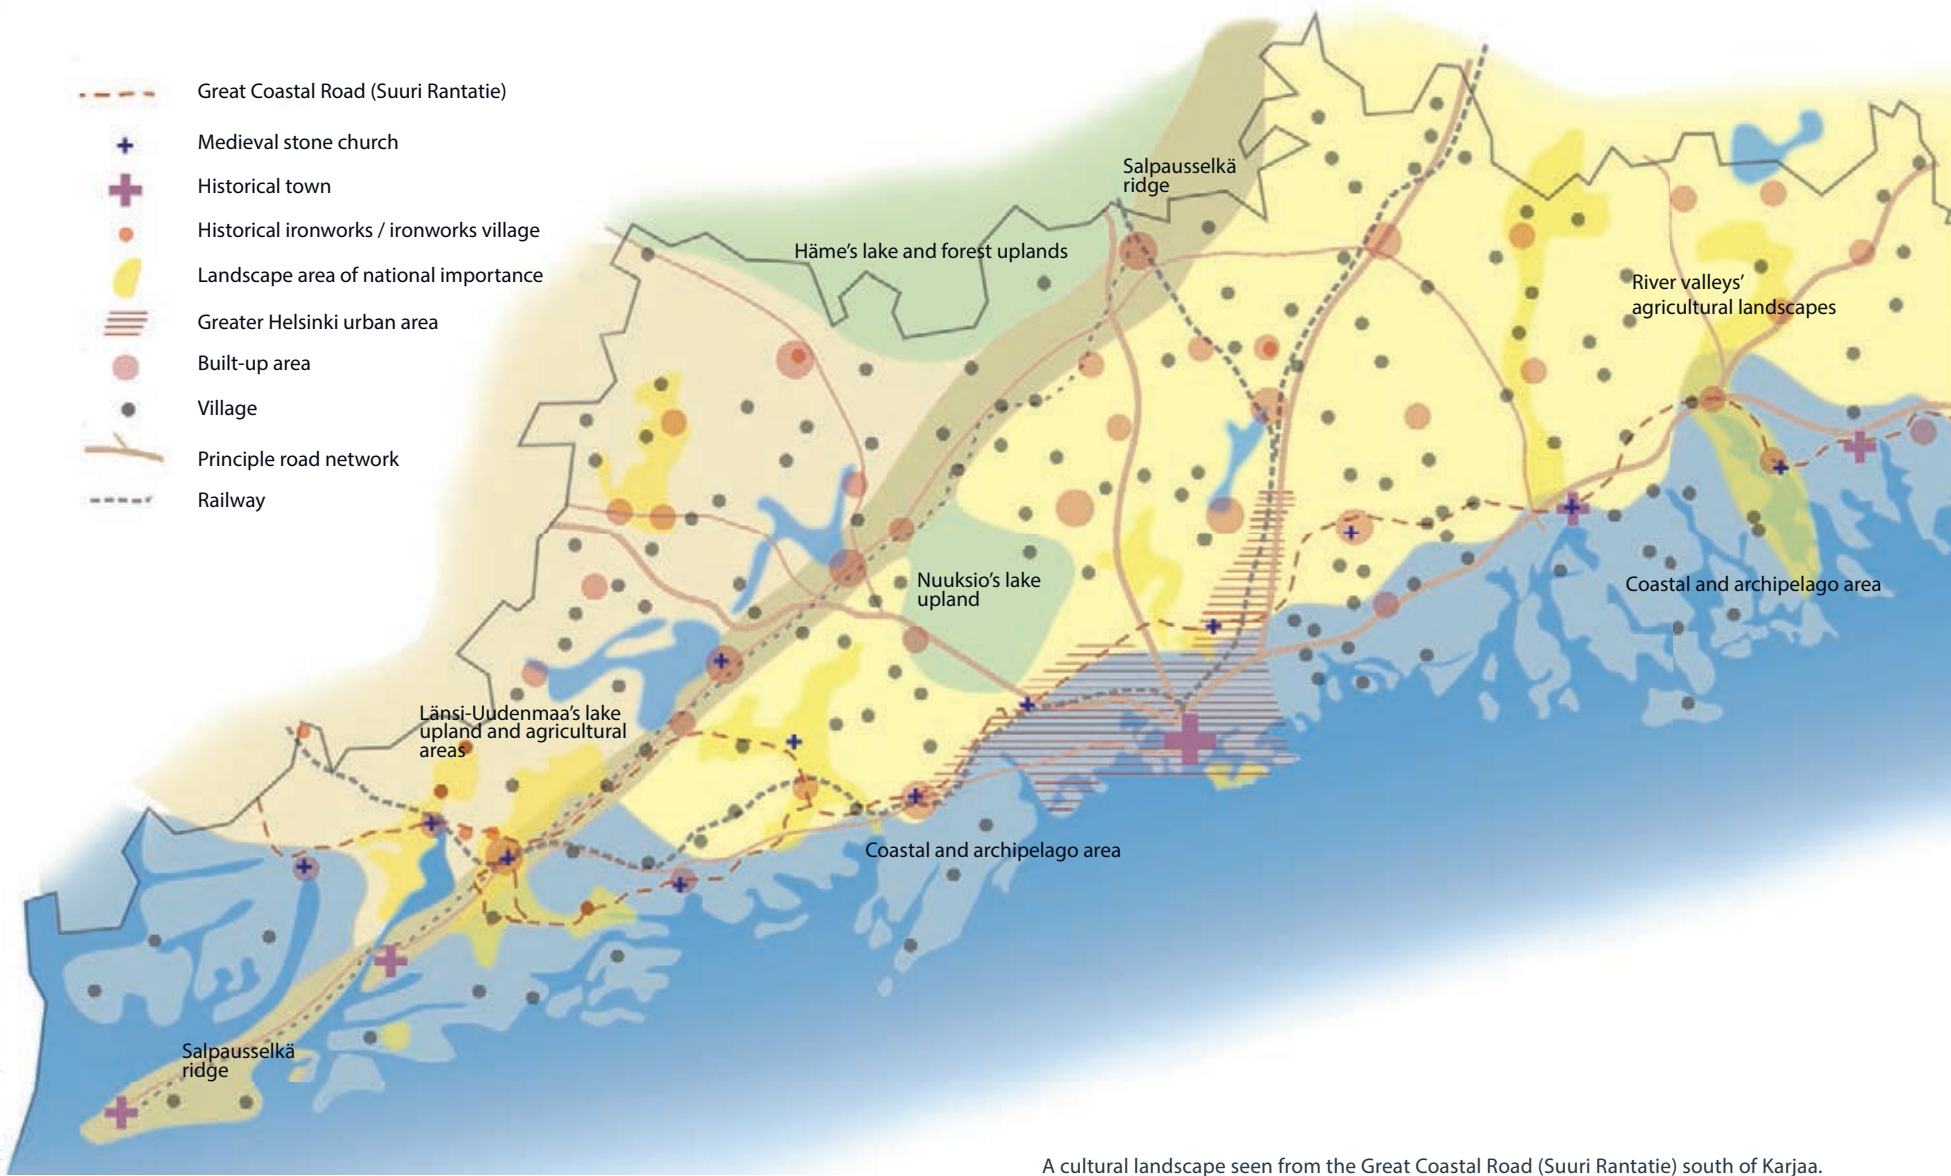 Great Coastal Road (Suuri Rantatie)
Medieval stone church
Historical town
Historical ironworks / ironworks village
Landscape area of national importance
Greater Helsinki urban area
Built-up area
Village
Principle road network
Railway
Salpausselkä
ridge
Häme’s lake and forest uplands
River valleys’
agricultural landscapes
Nuuksio’s lake
upland
Coastal and archipelago area
Länsi-Uudenmaa’s lake
upland and agricultural
areas
Coastal and archipelago area
Salpausselkä
ridge
A cultural landscape seen from the Great Coastal Road (Suuri Rantatie) south of Karjaa.